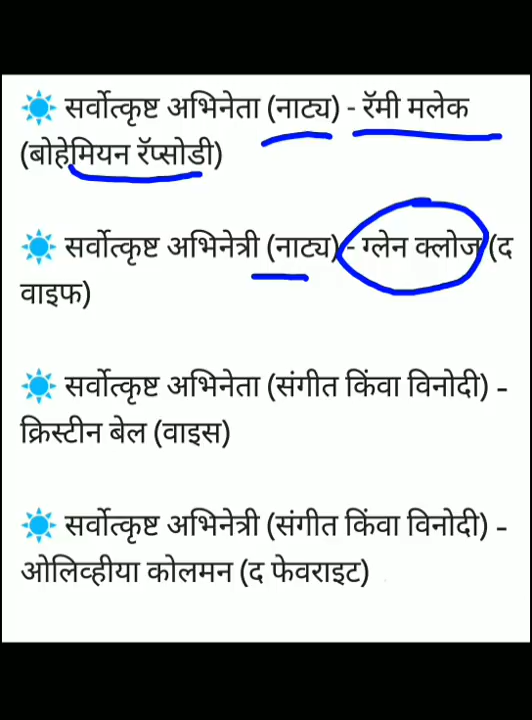 सर्वोत्कृष्ट अभिनेता (नाट्य) - रॅमी मलेक
(बोहेमियन रॅप्सोडी)
सर्वोत्कृष्ट अभिनेत्री (नाट्य) - ग्लेन क्लोज (द
वाइफ)
सर्वोत्कृष्ट अभिनेता (संगीत किंवा विनोदी) –
क्रिस्टीन बेल (वाइस)
सर्वोत्कृष्ट अभिनेत्री (संगीत किंवा विनोदी) –
ओलिव्हीया कोलमन (द फेवराइट)